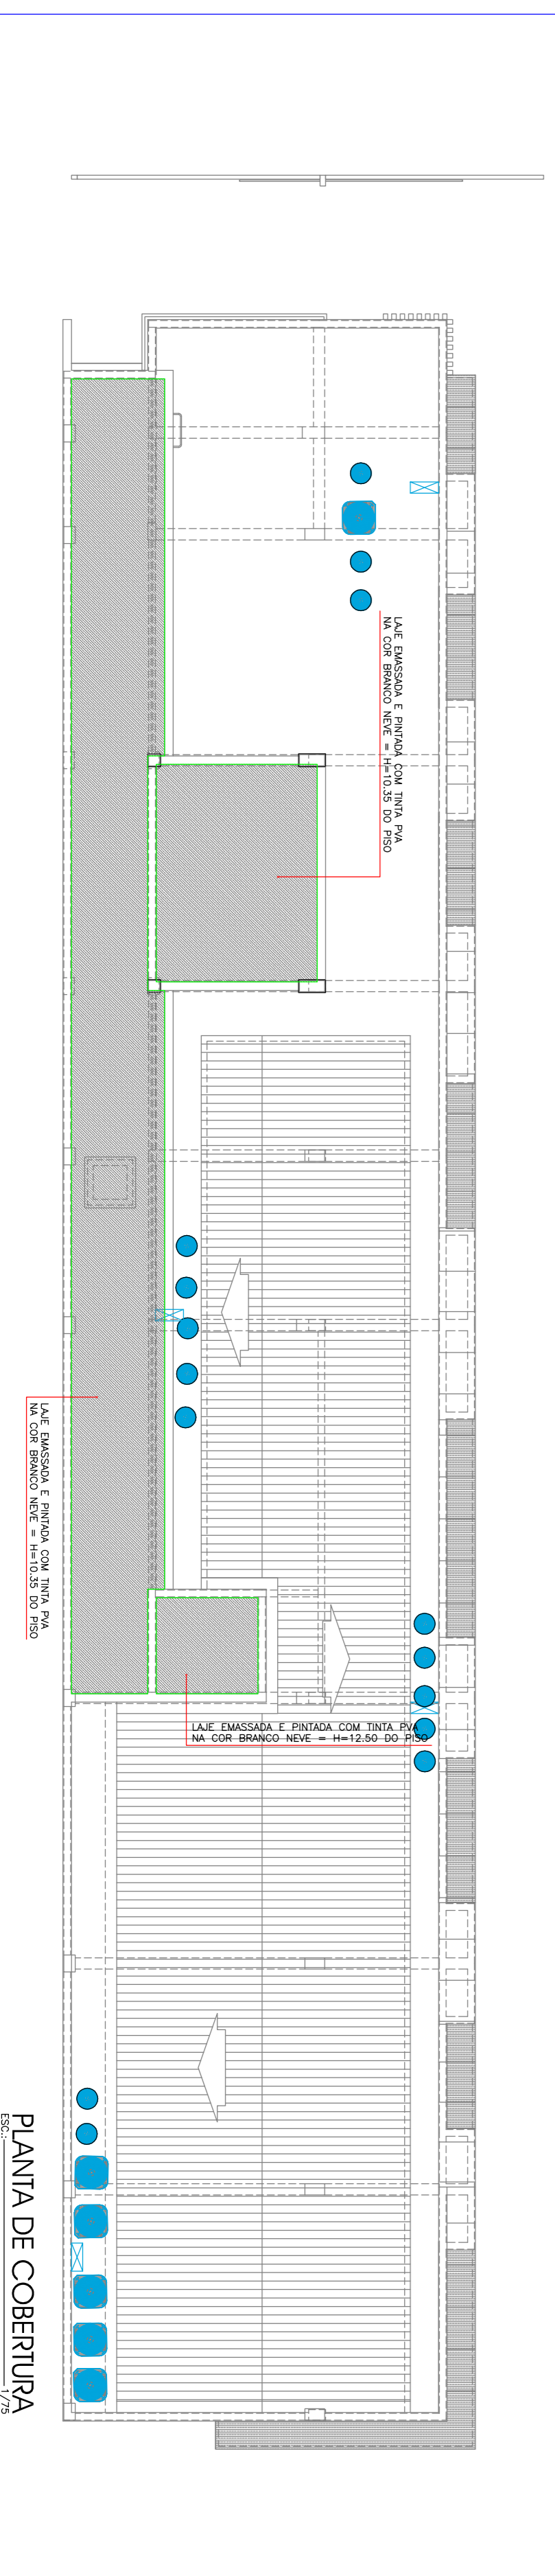 LAJE EMASSADA E PINTADA COM TINTA PVA
NA COR BRANCO NEVE = H=10.35 DO PISO
LAJE EMASSADA E PINTADA COM TINTA PVA
NA COR BRANCO NEVE = H=10.35 DO PISO
LAJE EMASSADA E PINTADA COM TINTA PVA
NA COR BRANCO NEVE = H=12.50 DO PISO
PLANTA DE COBERTURA
ESC.: 1/75